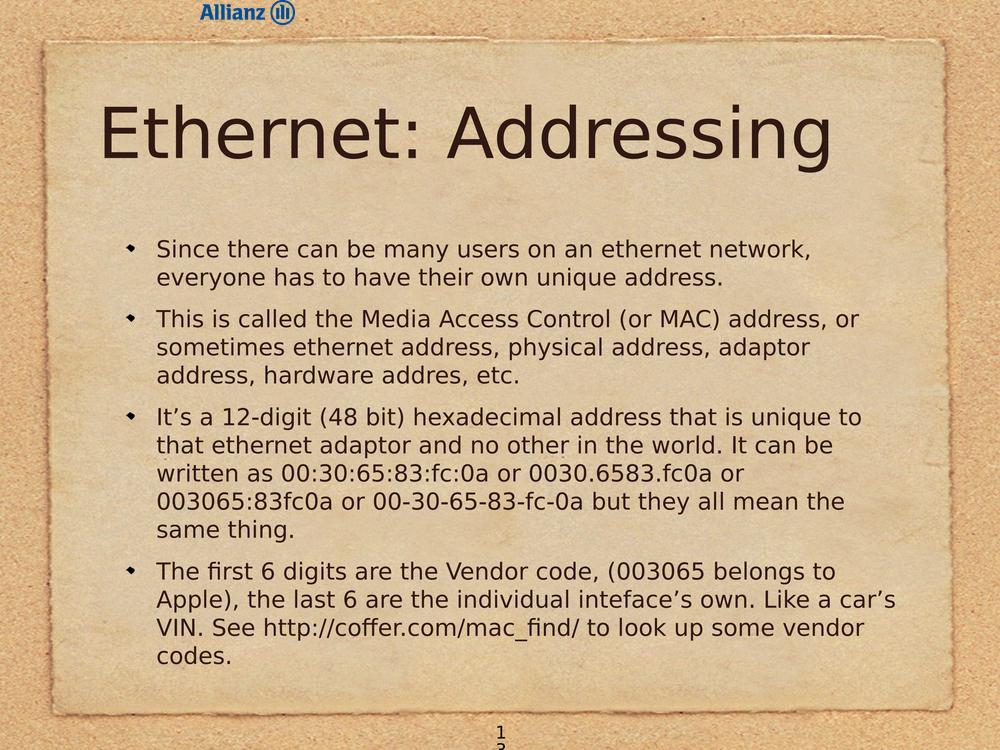 Allianz
Ethernet: Addressing
Since there can be many users on an ethernet network,
everyone has to have their own unique address.
This is called the Media Access Control (or MAC) address, or
sometimes ethernet address, physical address, adaptor
address, hardware addres, etc.
It’s a 12-digit (48 bit) hexadecimal address that is unique to
that ethernet adaptor and no other in the world. It can be
written as 00:30:65:83:fc:0a or 0030.6583.fc0a or
003065:83fc0a or 00-30-65-83-fc-0a but they all mean the
same thing.
The first 6 digits are the Vendor code, (003065 belongs to
Apple), the last 6 are the individual inteface’s own. Like a car’s
VIN. See http://coffer.com/mac_find/ to look up some vendor
codes.
1